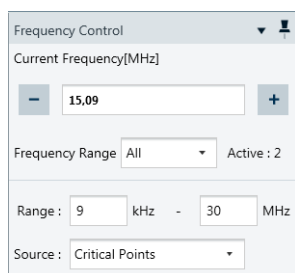 Frequency Control
Current Frequency[MHz]
− 15,09 +
Frequency Range All Active : 2
Range : 9 kHz - 30 MHz
Source : Critical Points